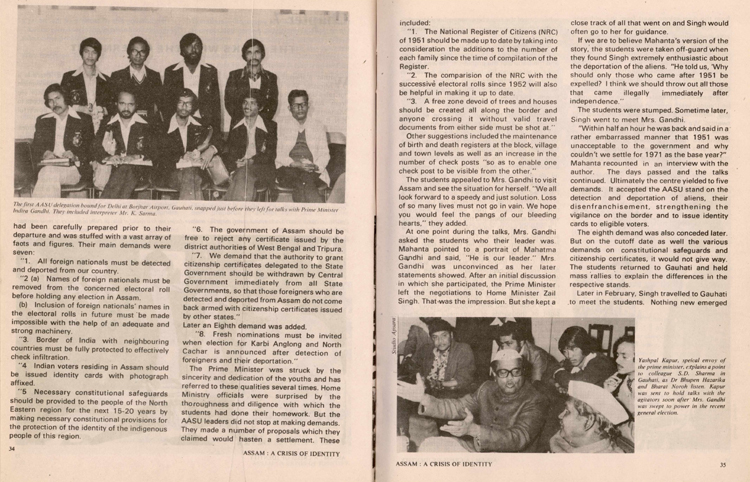 The first AASU delegation bound for Delhi at Borjhar Airport, Gauhati, snapped just before they left for talks with Prime Minister
Indira Gandhi. They included interpreter Mr. K. Sarma.
had been carefully prepared prior to their
departure and was stuffed with a vast array of
facts and figures. Their main demands were
seven:
"1. All foreign nationals must be detected
and deported from our country.
"2 (a) Names of foreign nationals must be
removed from the concerned electoral roll
before holding any election in Assam.
(b) Inclusion of foreign nationals' names in
the electoral rolls in future must be made
impossible with the help of an adequate and
strong machinery.
"3. Border of India with neighbouring
countries must be fully protected to effectively
check infiltration.
"4 Indian voters residing in Assam should
be issued identity cards with photograph
affixed.
"5 Necessary constitutional safeguards
should be provided to the people of the North
Eastern region for the next 15-20 years by
making necessary constitutional provisions for
the protection of the identity of the indigenous
people of this region.
34
"6. The government of Assam should be
free to reject any certificate issued by the
district authorities of West Bengal and Tripura.
"7. We demand that the authority to grant
citizenship certificates delegated to the State
Government should be withdrawn by Central
Government immediately from all State
Governments, so that those foreigners who are
detected and deported from Assam do not come
back armed with citizenship certificates issued
by other states."
Later an Eighth demand was added.
"8. Fresh nominations must be invited
when election for Karbi Anglong and North
Cachar is announced after detection of
foreigners and their deportation."
The Prime Minister was struck by the
sincerity and dedication of the youths and has
referred to these qualities several times. Home
Ministry officials were surprised by the
thoroughness and diligence with which the
students had done their homework. But the
AASU leaders did not stop at making demands.
They made a number of proposals which they
claimed would hasten a settlement. These
ASSAM : A CRISIS OF IDENTITY
included:
"1. The National Register of Citizens (NRC)
of 1951 should be made up to date by taking into
consideration the additions to the number of
each family since the time of compilation of the
Register.
"2. The comparision of the NRC with the
successive electoral rolls since 1952 will also
be helpful in making it up to date.
"3. A free zone devoid of trees and houses
should be created all along the border and
anyone crossing it without valid travel
documents from either side must be shot at."
Other suggestions included the maintenance
of birth and death registers at the block, village
and town levels as well as an increase in the
number of check posts "so as to enable one
check post to be visible from the other."
The students appealed to Mrs. Gandhi to visit
Assam and see the situation for herself. "We all
look forward to a speedy and just solution. Loss
of so many lives must not go in vain. We hope
you would feel the pangs of our bleeding
hearts," they added.
At one point during the talks, Mrs. Gandhi
asked the students who their leader was.
Mahanta pointed to a portrait of Mahatma
Gandhi and said, "He is our leader." Mrs.
Gandhi was unconvinced as her later
statements showed. After an initial discussion
in which she participated, the Prime Minister
left the negotiations to Home Minister Zail
Singh. That was the impression. But she kept a
close track of all that went on and Singh would
often go to her for guidance.
If we are to believe Mahanta's version of the
story, the students were taken off-guard when
they found Singh extremely enthusiastic about
the deportation of the aliens. "He told us, 'Why
should only those who came after 1951 be
expelled? I think we should throw out all those
that came illegally immediately after
independence."
The students were stumped. Sometime later,
Singh went to meet Mrs. Gandhi.
"Within half an hour he was back and said in a
rather embarrassed manner that 1951 was
unacceptable to the government and why
couldn't we settle for 1971 as the base year?"
Mahanta recounted in an interview with the
author. The days passed and the talks
continued. Ultimately the centre yielded to five
demands. It accepted the AASU stand on the
detection and deportation of aliens, their
disenfranchisement, strengthening the
vigilance on the border and to issue identity
cards to eligible voters.
The eighth demand was also conceded later.
But on the cutoff date as well the various
demands on constitutional safeguards and
citizenship certificates, it would not give way.
The students returned to Gauhati and held
mass rallies to explain the differences in the
respective stands.
Later in February, Singh travelled to Gauhati
to meet the students. Nothing new emerged
Yashpal Kapur, special envoy of
the prime minister, explains a point
to colleague S.D. Sharma in
Gauhati, as Dr Bhupen Hazarika
and Bharat Narah listen. Kapur
was sent to hold talks with the
agitators soon after Mrs. Gandhi
was swept to power in the recent
general election.
ASSAM : A CRISIS OF IDENTITY
35